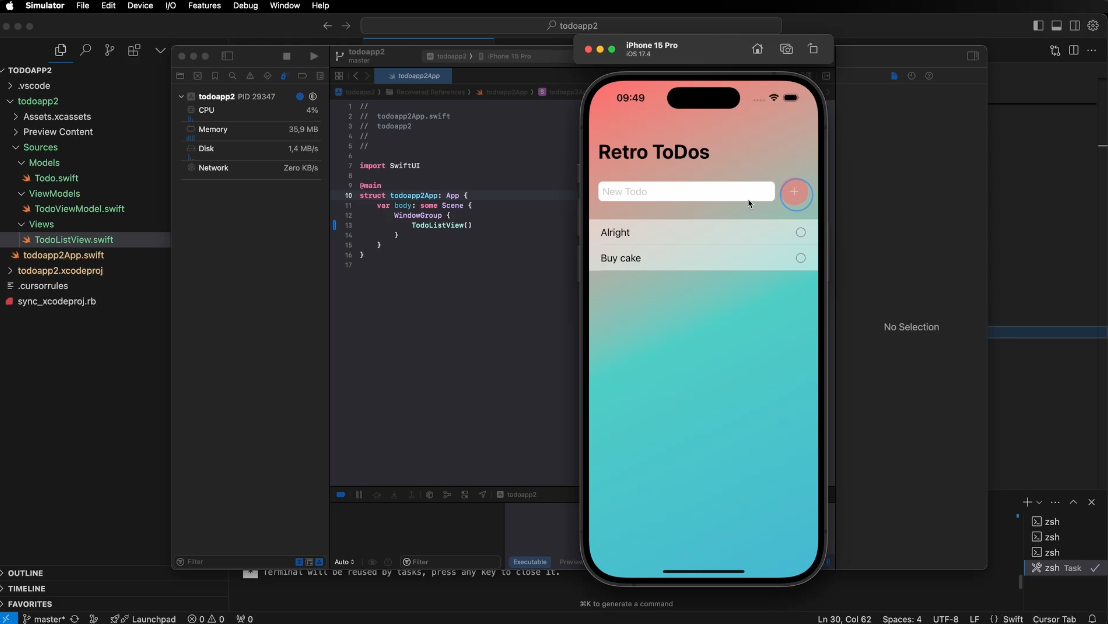 Simulator File Edit Device I/O Features Debug Window Help
todoapp2
TODOAPP2
.vscode
todoapp2
Assets.xcassets
Preview Content
Sources
Models
Todo.swift
ViewModels
TodoViewModel.swift
Views
TodoListView.swift
todoapp2App.swift
todoapp2.xcodeproj
.cursorrules
sync_xcodeproj.rb
OUTLINE
TIMELINE
FAVORITES
todoapp2 PID 29347
CPU 4%
Memory 35,9 MB
Disk 1,4 MB/s
Network Zero KB/s
Filter
todoapp2
master
todoapp2 iPhone 15 Pro
todoapp2App
todoapp2 Recovered References todoapp2App
1 //
2 // todoapp2App.swift
3 // todoapp2
4 //
5 //
6
7 import SwiftUI
8
9 @main
10 struct todoapp2App: App {
11 var body: some Scene {
12 WindowGroup {
13 TodoListView()
14 }
15 }
16 }
17
todoapp2
Auto
Filter
Executable Preview
iPhone 15 Pro
iOS 17.4
09:49
Retro ToDos
New Todo
+
Alright
Buy cake
No Selection
zsh
zsh
zsh
zsh Task
Terminal will be reused by tasks, press any key to close it.
⌘K to generate a command
master* Launchpad 0 0 0 Ln 30, Col 62 Spaces: 4 UTF-8 LF {} Swift Cursor Tab